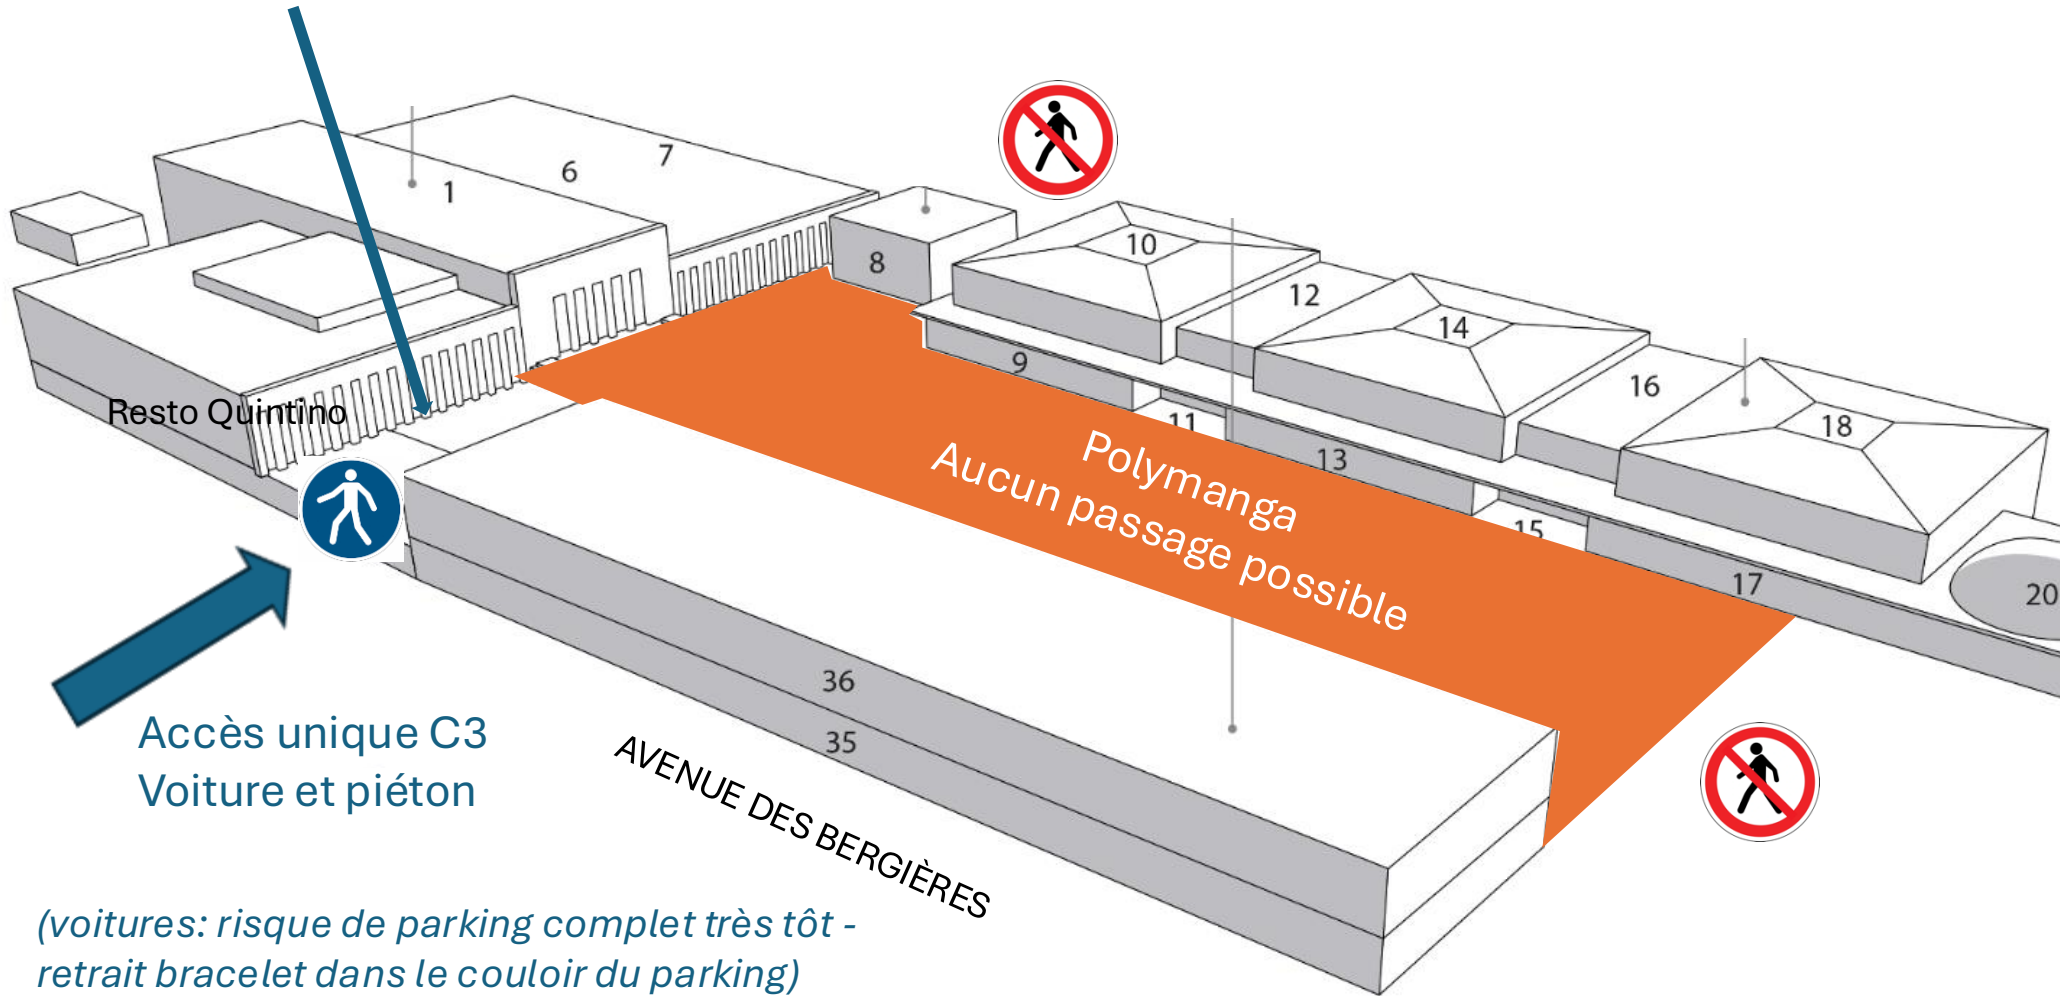 7
6
1
10
8
12
14
9
16
Resto Quintino
11
18
13
Polymanga
Aucun passage possible
15
17
20
36
Accès unique C3
Voiture et piéton
35
AVENUE DES BERGIÈRES
(voitures: risque de parking complet très tôt -
retrait bracelet dans le couloir du parking)